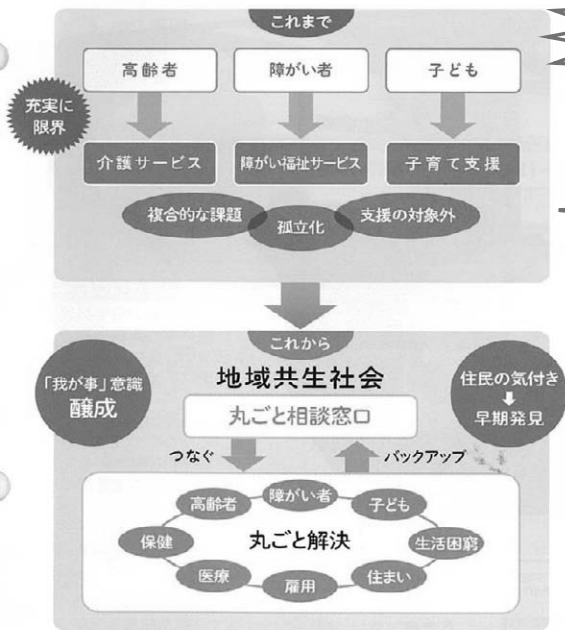 これまで
高齢者
障がい者
子ども
充実に
限界
介護サービス
障がい福祉サービス
子育て支援
複合的な課題
孤立化
支援の対象外
これから
地域共生社会
「我が事」意識
醸成
住民の気付き
早期発見
丸ごと相談窓口
つなぐ
バックアップ
高齢者
障がい者
子ども
保健
丸ごと解決
生活困窮
医療
雇用
住まい